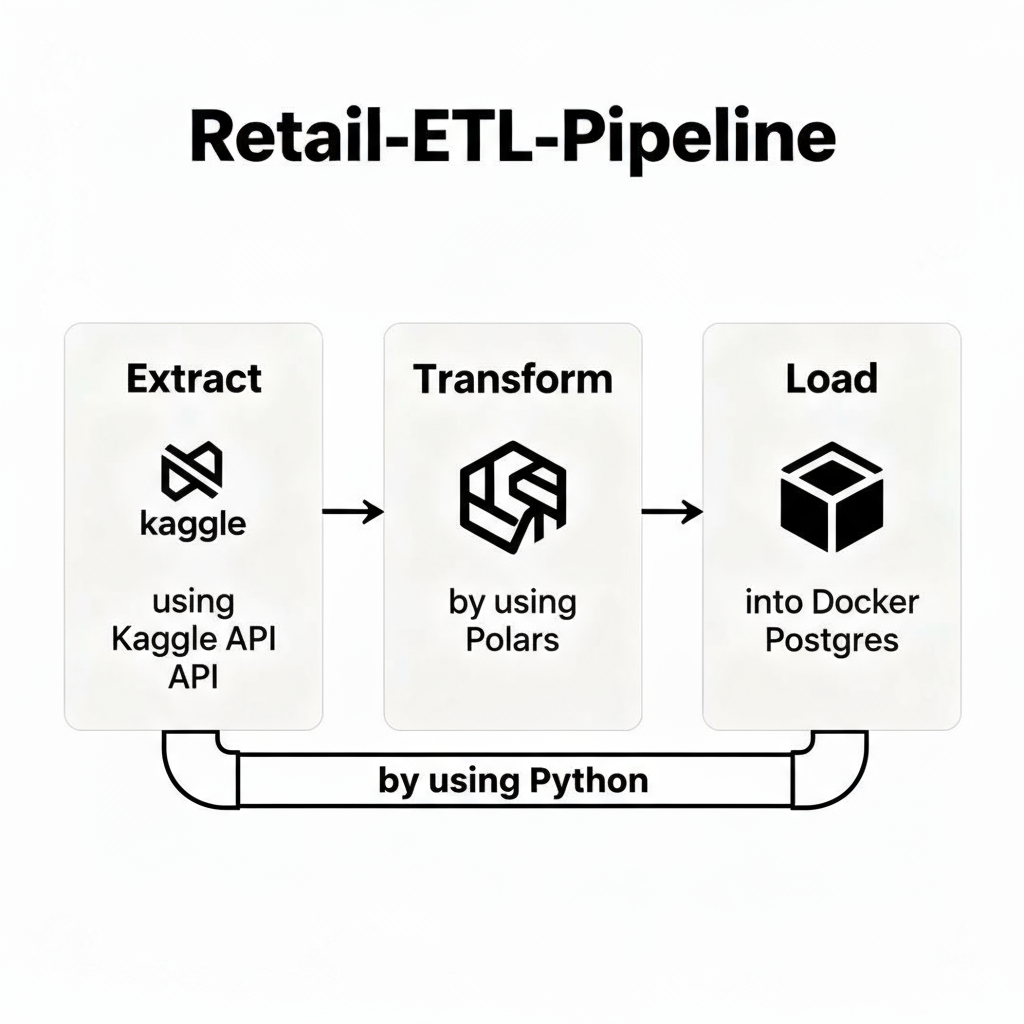 Retail-ETL-Pipeline
Extract
kaggle
using
Kaggle API
API
Transform
by using
Polars
Load
into Docker
Postgres
by using Python